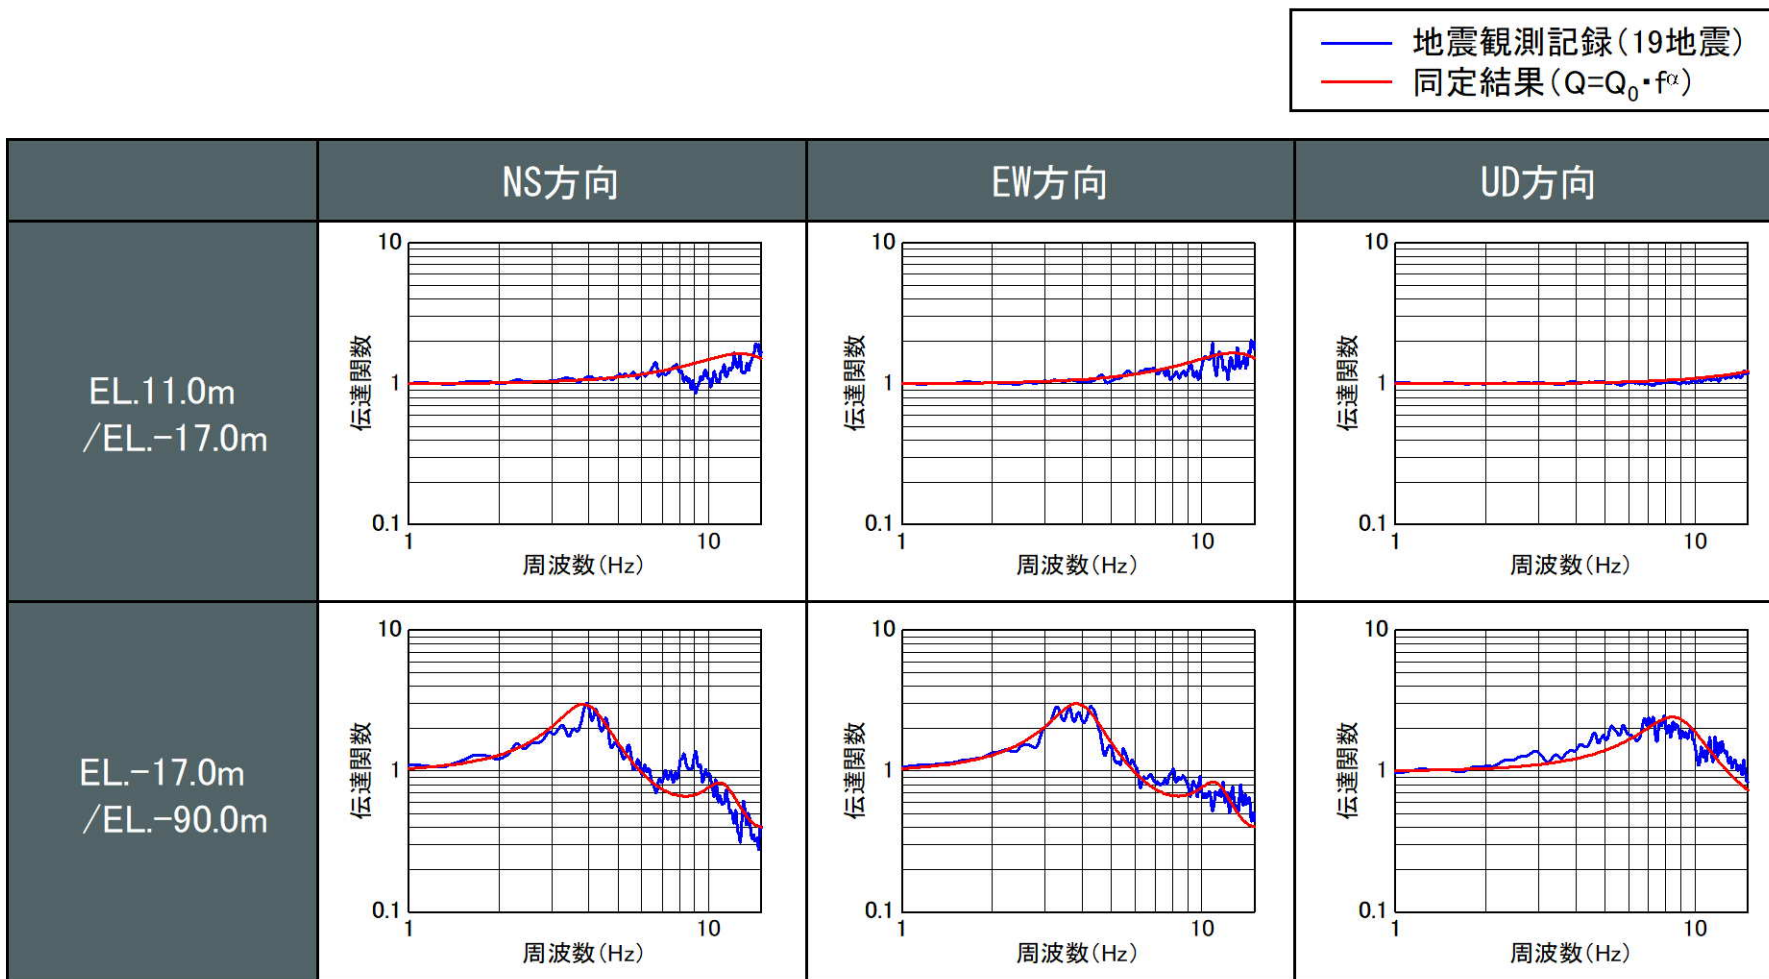 地震観測記録(19地震)
同定結果(Q=Q₀・fα)
NS方向
EW方向
UD方向
EL.11.0m
/EL.-17.0m
10
1
0.1
1
10
伝達関数
周波数(Hz)
10
1
0.1
1
10
伝達関数
周波数(Hz)
10
1
0.1
1
10
伝達関数
周波数(Hz)
EL.-17.0m
/EL.-90.0m
10
1
0.1
1
10
伝達関数
周波数(Hz)
10
1
0.1
1
10
伝達関数
周波数(Hz)
10
1
0.1
1
10
伝達関数
周波数(Hz)